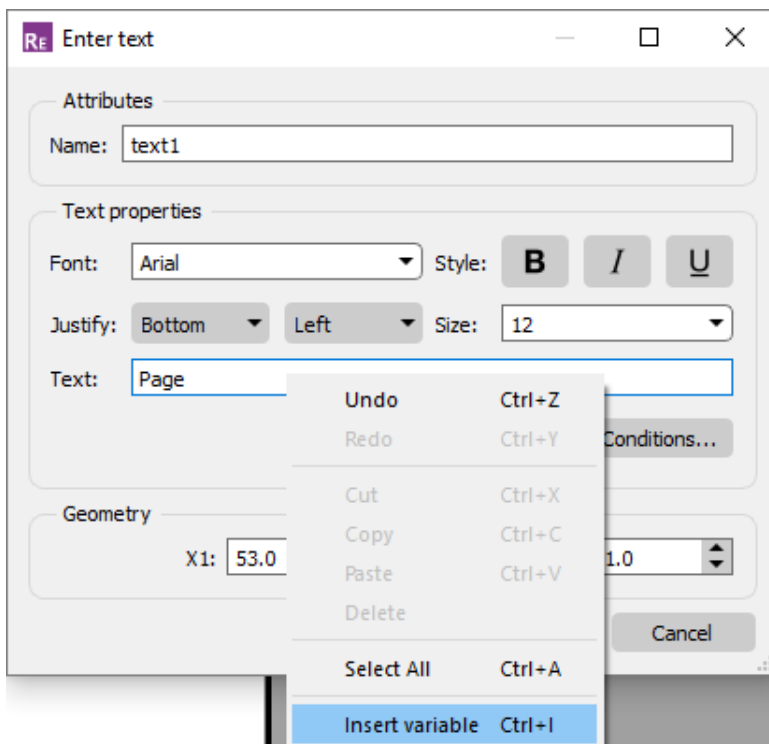 RE Enter text
Attributes
Name: text1
Text properties
Font: Arial Style: B I U
Justify: Bottom Left Size: 12
Text: Page
Conditions...
Geometry
X1: 53.0 1.0
Cancel
Undo Ctrl+Z
Redo Ctrl+Y
Cut Ctrl+X
Copy Ctrl+C
Paste Ctrl+V
Delete
Select All Ctrl+A
Insert variable Ctrl+I